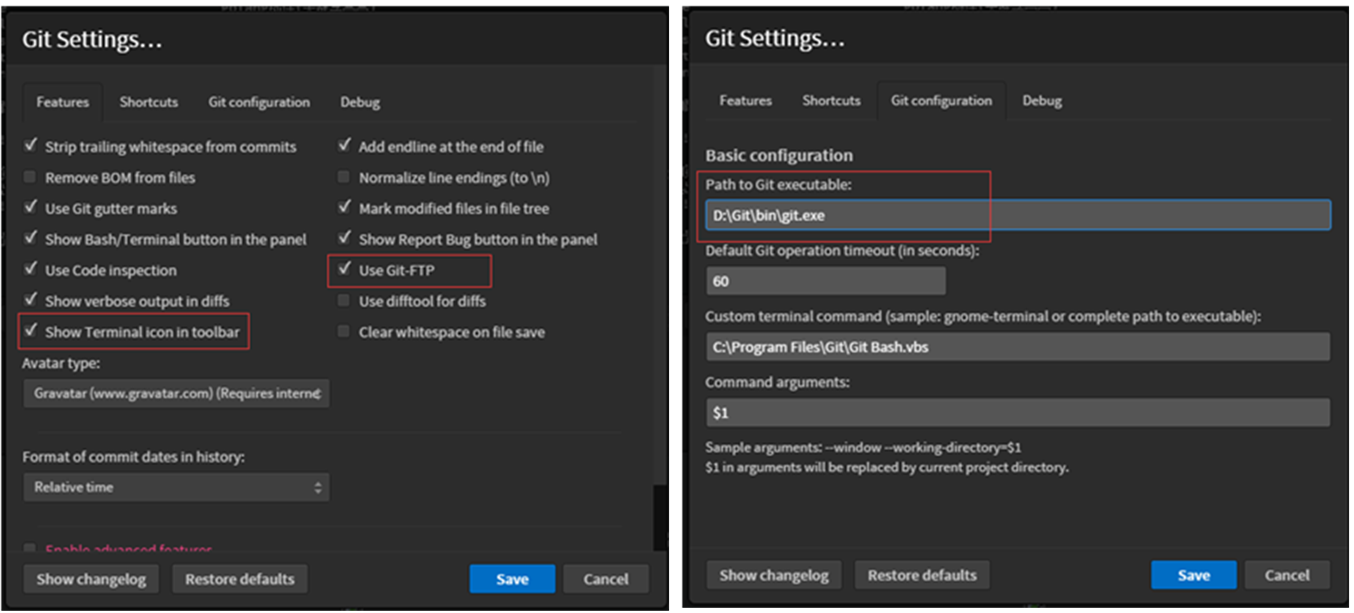 Git Settings...
Features Shortcuts Git configuration Debug
Strip trailing whitespace from commits
Add endline at the end of file
Remove BOM from files
Normalize line endings (to \n)
Use Git gutter marks
Mark modified files in file tree
Show Bash/Terminal button in the panel
Show Report Bug button in the panel
Use Code inspection
Use Git-FTP
Show verbose output in diffs
Use difftool for diffs
Show Terminal icon in toolbar
Clear whitespace on file save
Avatar type:
Gravatar (www.gravatar.com) (Requires interne
Format of commit dates in history:
Relative time
Enable advanced features
Show changelog Restore defaults Save Cancel
Git Settings...
Features Shortcuts Git configuration Debug
Basic configuration
Path to Git executable:
D:\Git\bin\git.exe
Default Git operation timeout (in seconds):
60
Custom terminal command (sample: gnome-terminal or complete path to executable):
C:\Program Files\Git\Git Bash.vbs
Command arguments:
$1
Sample arguments: --window --working-directory=$1
$1 in arguments will be replaced by current project directory.
Show changelog Restore defaults Save Cancel